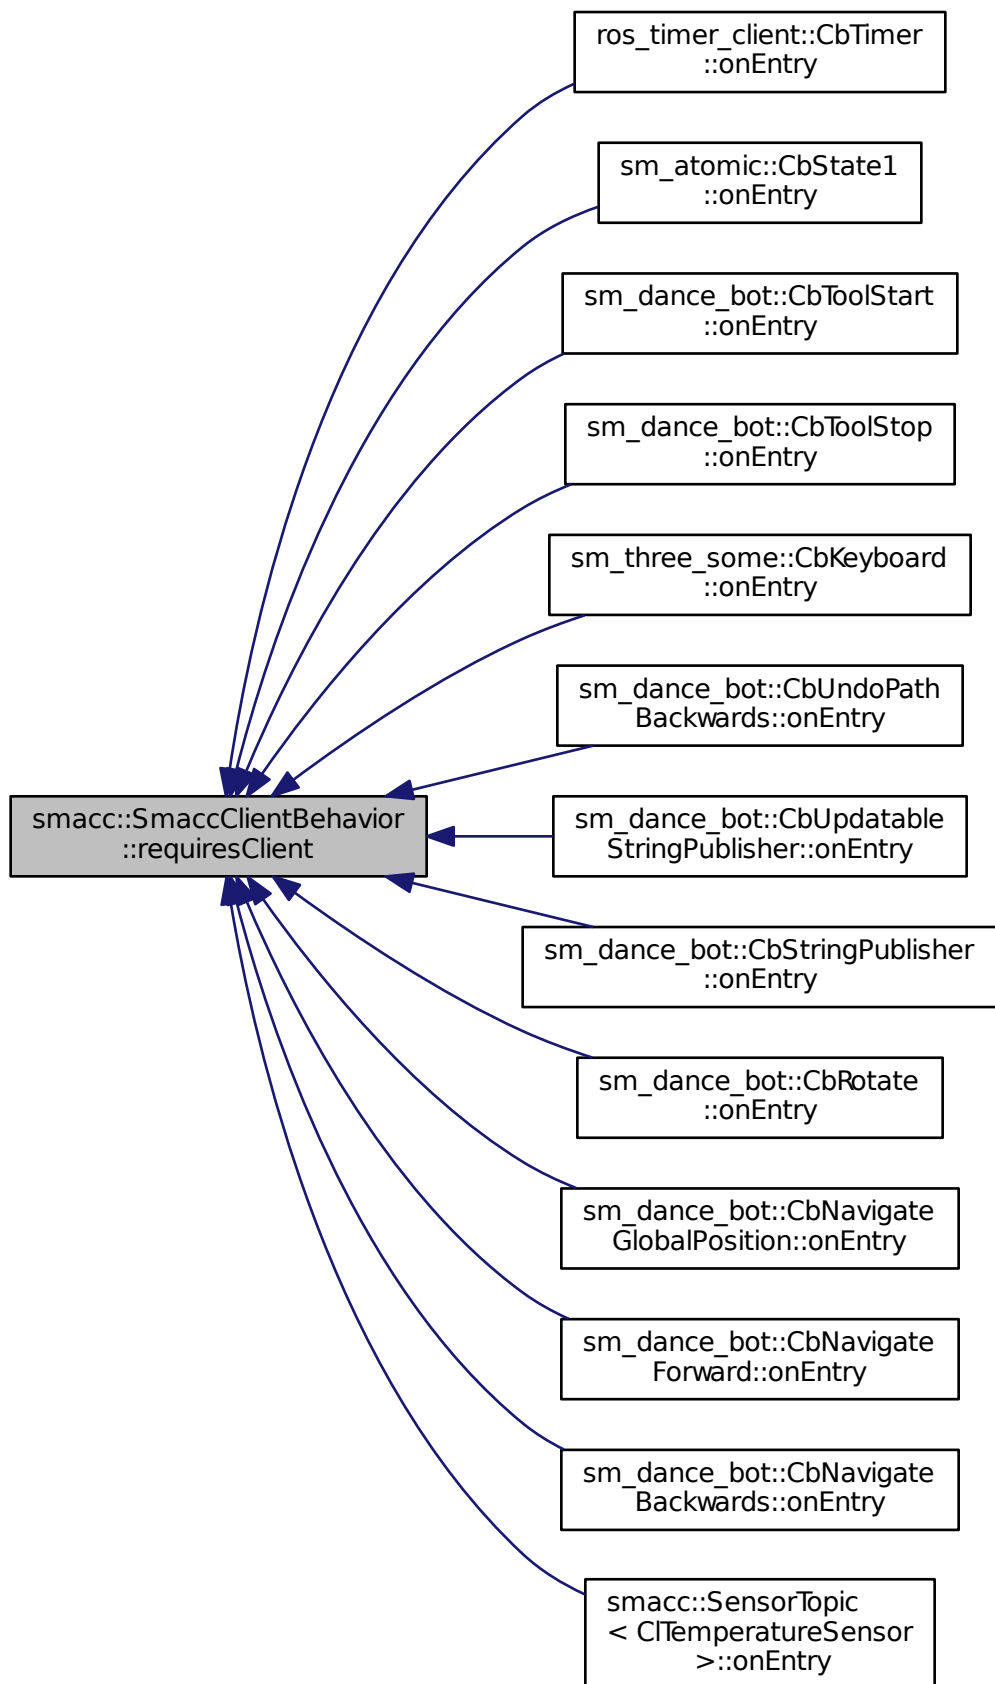 ros_timer_client::CbTimer
::onEntry
sm_atomic::CbState1
::onEntry
sm_dance_bot::CbToolStart
::onEntry
sm_dance_bot::CbToolStop
::onEntry
sm_three_some::CbKeyboard
::onEntry
sm_dance_bot::CbUndoPath
Backwards::onEntry
smacc::SmaccClientBehavior
::requiresClient
sm_dance_bot::CbUpdatable
StringPublisher::onEntry
sm_dance_bot::CbStringPublisher
::onEntry
sm_dance_bot::CbRotate
::onEntry
sm_dance_bot::CbNavigate
GlobalPosition::onEntry
sm_dance_bot::CbNavigate
Forward::onEntry
sm_dance_bot::CbNavigate
Backwards::onEntry
smacc::SensorTopic
< ClTemperatureSensor
>::onEntry